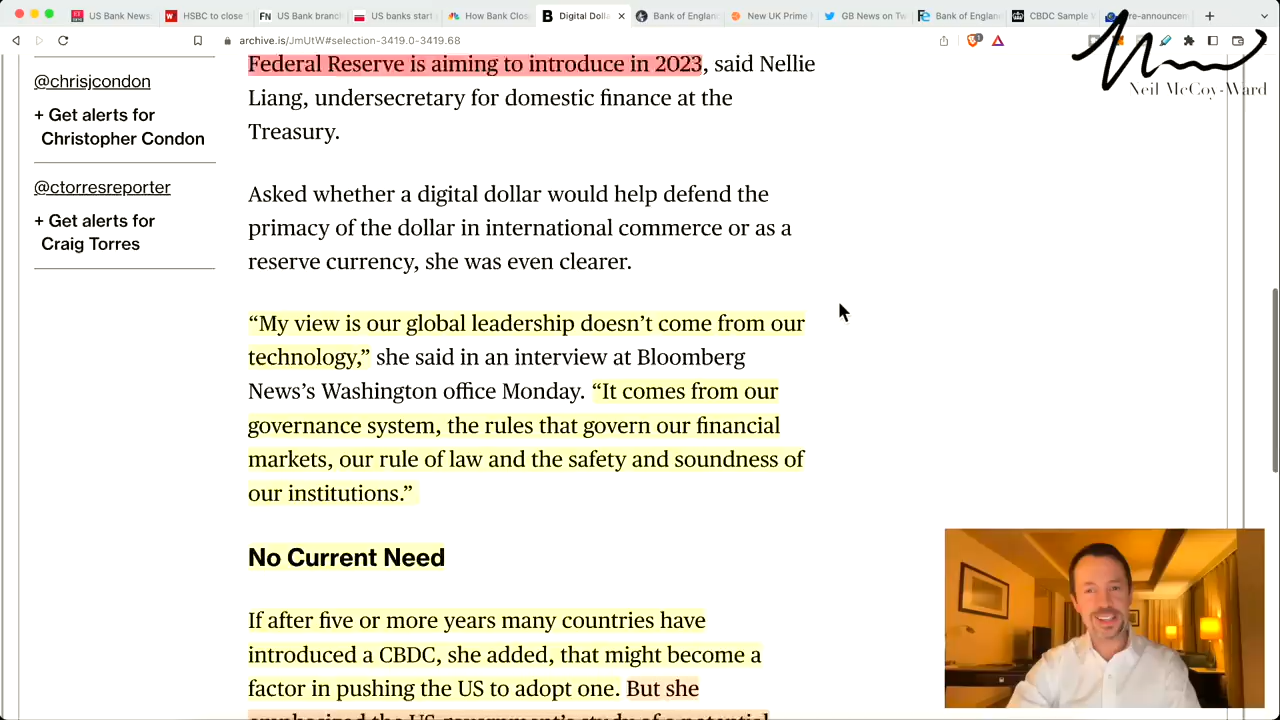 US Bank News:
HSBC to close
US Bank branch
US banks start
How Bank Clos
Digital Dolla
Bank of Englan
New UK Prime
GB News on Tw
Bank of Englan
CBDC Sample W
re-announcem
archive.is/JmUtW#selection-3419.0-3419.68
Neil McCoy-Ward
@chrisjcondon
+ Get alerts for
Christopher Condon
@ctorresreporter
+ Get alerts for
Craig Torres
Federal Reserve is aiming to introduce in 2023, said Nellie
Liang, undersecretary for domestic finance at the
Treasury.
Asked whether a digital dollar would help defend the
primacy of the dollar in international commerce or as a
reserve currency, she was even clearer.
“My view is our global leadership doesn’t come from our
technology,” she said in an interview at Bloomberg
News’s Washington office Monday. “It comes from our
governance system, the rules that govern our financial
markets, our rule of law and the safety and soundness of
our institutions.”
No Current Need
If after five or more years many countries have
introduced a CBDC, she added, that might become a
factor in pushing the US to adopt one. But she
emphasized the US government’s study of a potential